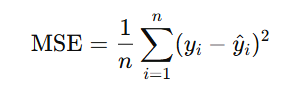 MSE = \frac{1}{n} \sum_{i=1}^{n} (y_i - \hat{y}_i)^2